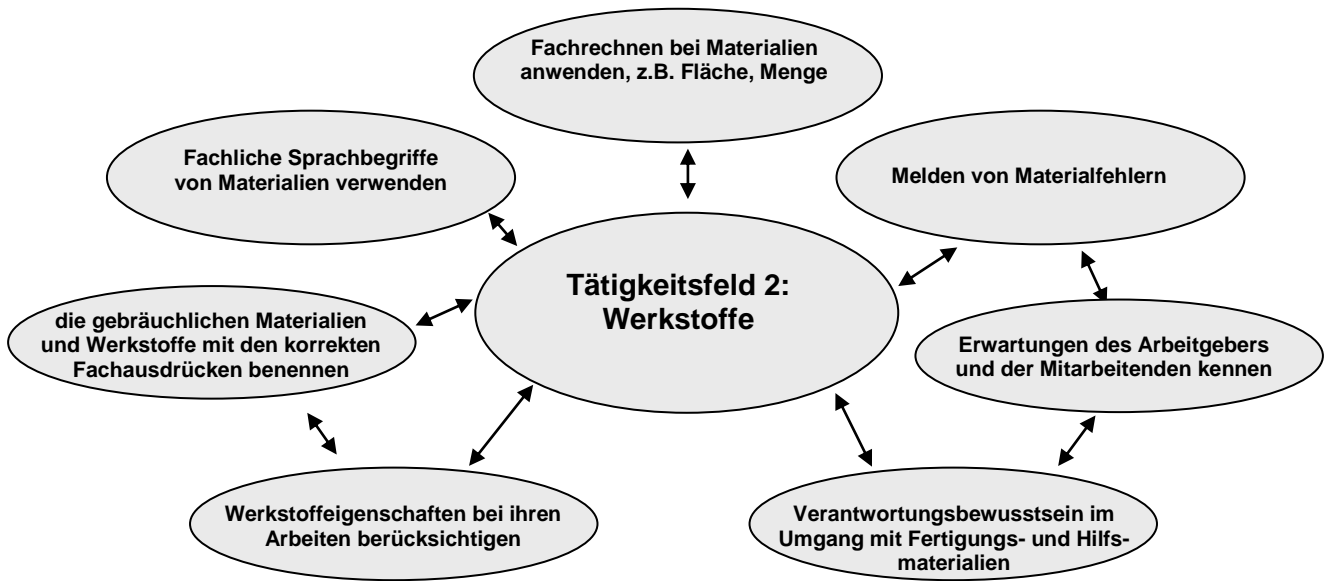 Fachrechnen bei Materialien
anwenden, z.B. Fläche, Menge
Fachliche Sprachbegriffe
von Materialien verwenden
Melden von Materialfehlern
Tätigkeitsfeld 2:
Werkstoffe
die gebräuchlichen Materialien
und Werkstoffe mit den korrekten
Fachausdrücken benennen
Erwartungen des Arbeitgebers
und der Mitarbeitenden kennen
Werkstoffeigenschaften bei ihren
Arbeiten berücksichtigen
Verantwortungsbewusstsein im
Umgang mit Fertigungs- und Hilfs-
materialien